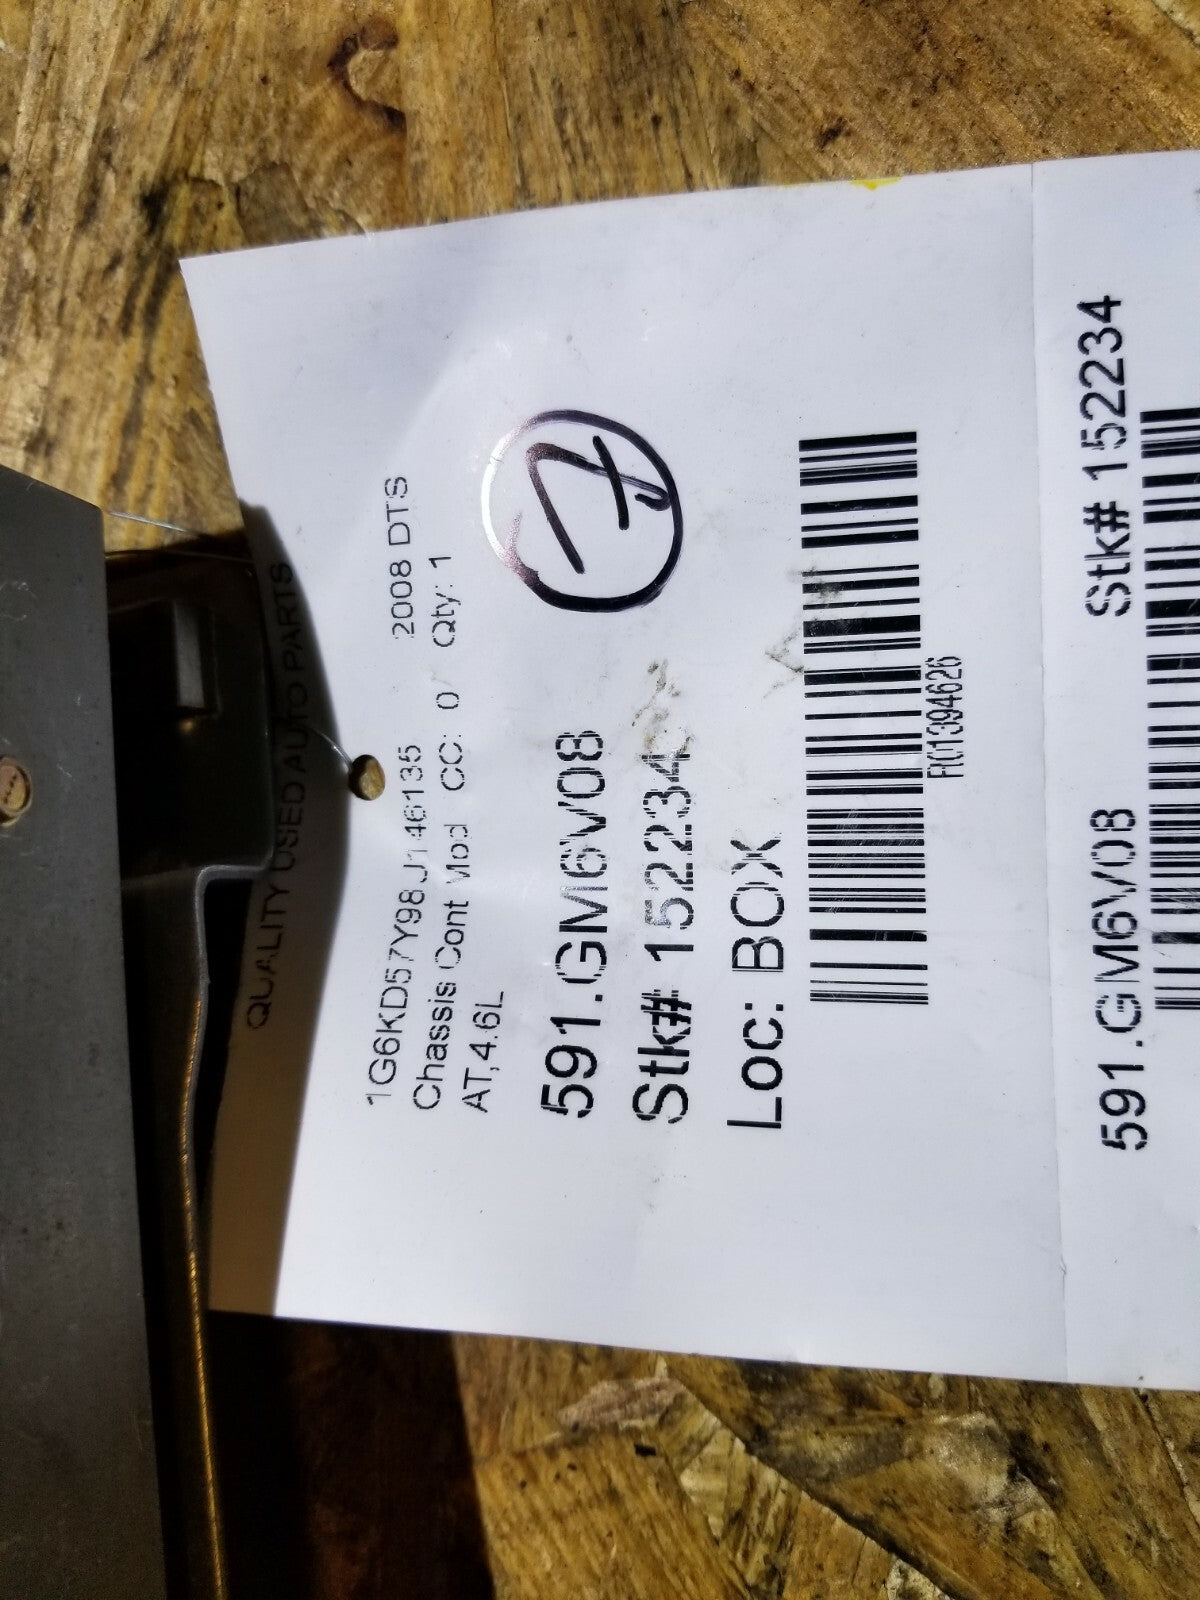 QUALITY USED AUTO PARTS
1G6KD57Y98J146135 2008 DTS
Chassis Cont Mod CC: 0 Qty: 1
AT,4.6L
591.GM6V08
Stk# 152234
Loc: BOX
591.GM6V08 Stk# 152234